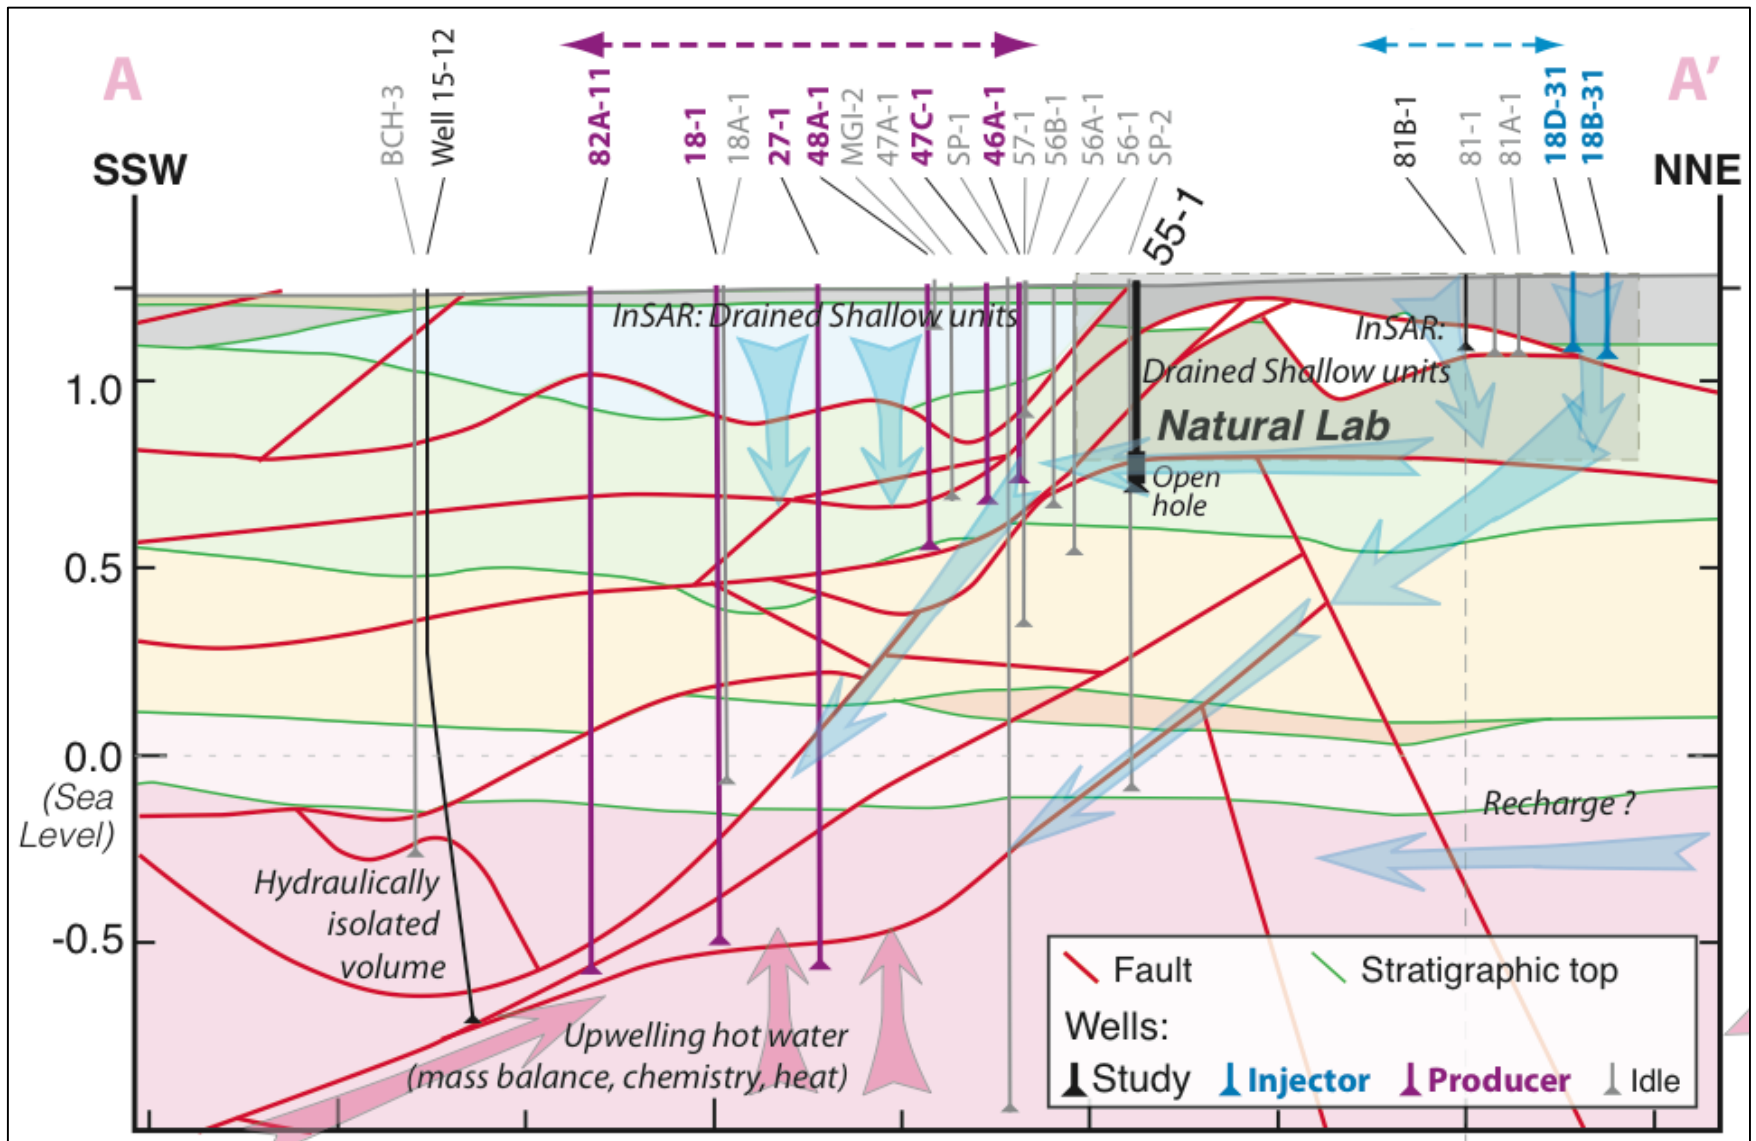 A
A′
SSW
NNE
BCH-3
Well 15-12
82A-11
18-1
18A-1
27-1
48A-1
MGI-2
47A-1
47C-1
SP-1
46A-1
57-1
56B-1
56A-1
56-1
SP-2
55-1
81B-1
81-1
81A-1
18D-31
18B-31
InSAR: Drained Shallow units
InSAR:
Drained Shallow units
Natural Lab
Open
hole
1.0
0.5
0.0
(Sea
Level)
-0.5
Recharge ?
Hydraulically
isolated
volume
Upwelling hot water
(mass balance, chemistry, heat)
Fault
Stratigraphic top
Wells:
Study
Injector
Producer
Idle